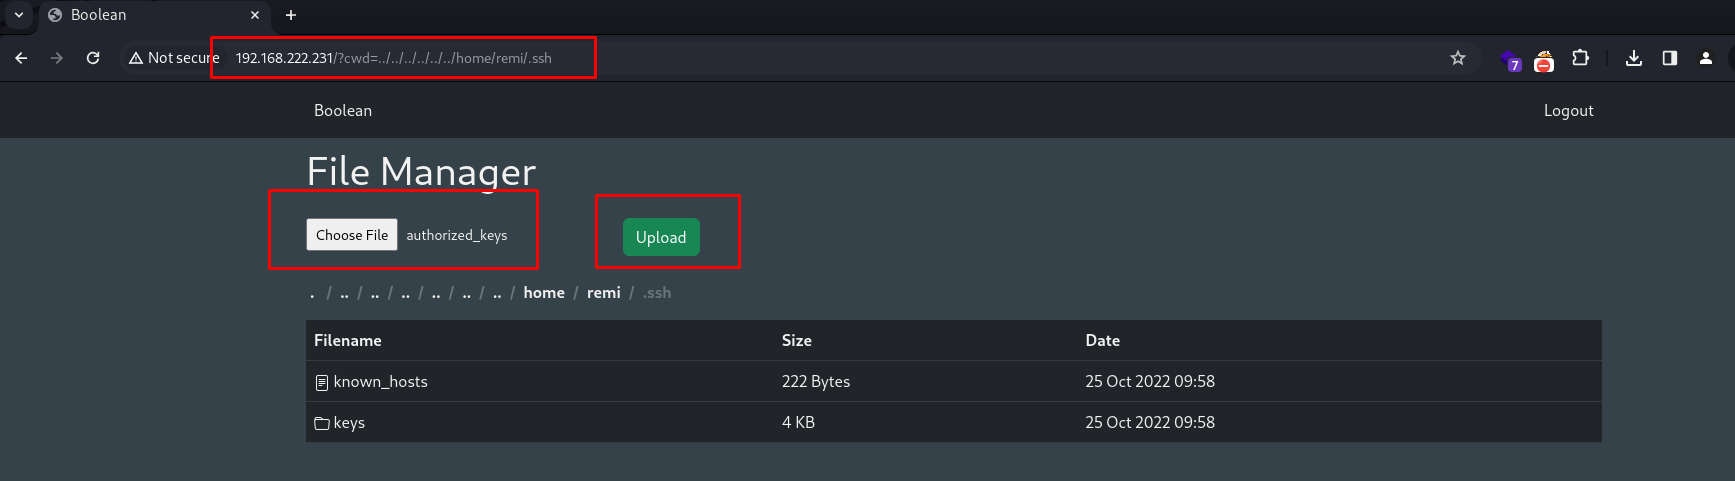 Boolean
Not secure 192.168.222.231/?cwd=../../../../../../home/remi/.ssh
7
Boolean Logout
File Manager
Choose File authorized_keys Upload
. / .. / .. / .. / .. / .. / .. / home / remi / .ssh
Filename Size Date
known_hosts 222 Bytes 25 Oct 2022 09:58
keys 4 KB 25 Oct 2022 09:58